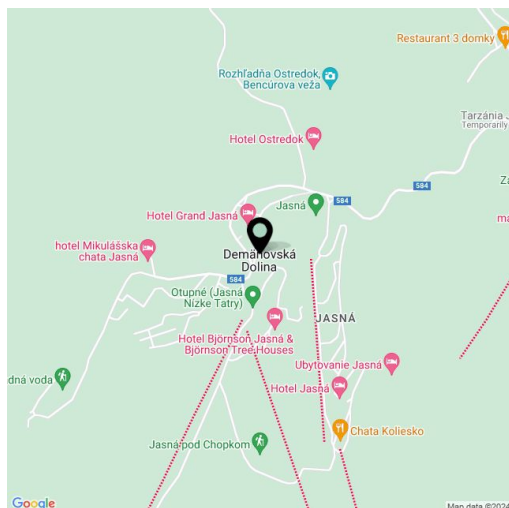 Restaurant 3 domky
Rozhľadňa Ostredok,
Bencúrova veža
Tarzánia J
Temporarily
Hotel Ostredok
584
584
Jasná
Hotel Grand Jasná
hotel Mikulášska
chata Jasná
Demänovská
Dolina
584
Otupné (Jasná
Nízke Tatry)
JASNÁ
Hotel Björnson Jasná &
Björnson Tree Houses
Ubytovanie Jasná
dná voda
Hotel Jasná
Chata Koliesko
Jasná pod Chopkom
Google
Map data ©2024